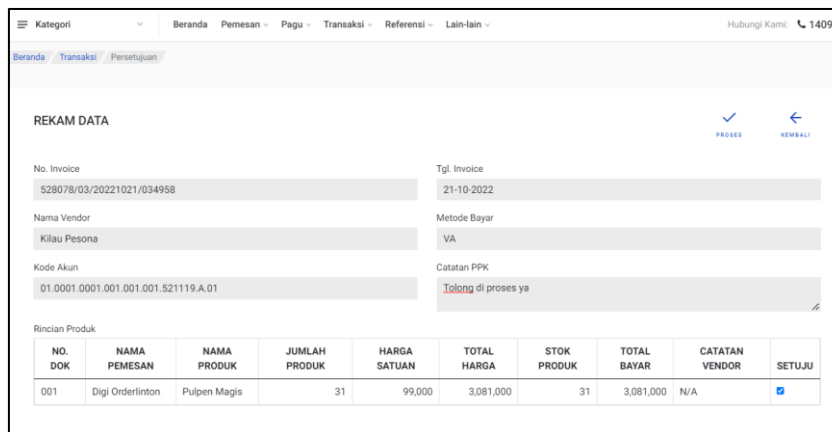 Kategori Beranda Pemesan Pagu Transaksi Referensi Lain-lain Hubungi Kami: 1409
Beranda / Transaksi / Persetujuan
REKAM DATA
PROSES KEMBALI
No. Invoice Tgl. Invoice
528078/03/20221021/034958 21-10-2022
Nama Vendor Metode Bayar
Kilau Pesona VA
Kode Akun Catatan PPK
01.0001.0001.001.001.001.521119.A.01 Tolong di proses ya
Rincian Produk
NO. NAMA NAMA JUMLAH HARGA TOTAL STOK TOTAL CATATAN
DOK PEMESAN PRODUK PRODUK SATUAN HARGA PRODUK BAYAR VENDOR SETUJU
001 Digi Orderlinton Pulpen Magis 31 99,000 3,081,000 31 3,081,000 N/A